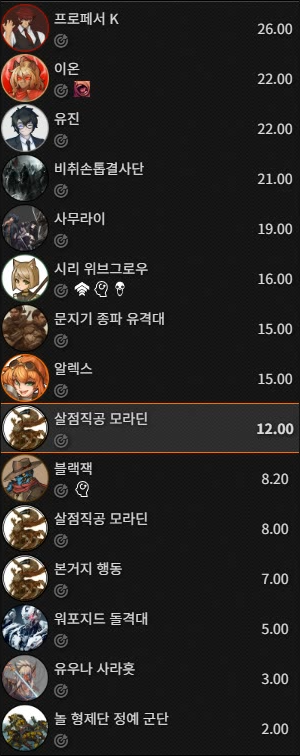 프로페서 K
26.00
이온
22.00
유진
22.00
비취손톱결사단
21.00
사무라이
19.00
시리 위브그로우
16.00
문지기 종파 유격대
15.00
알렉스
15.00
살점직공 모라딘
12.00
블랙잭
8.20
살점직공 모라딘
8.00
본거지 행동
7.00
워포지드 돌격대
5.00
유우나 사라홋
3.00
놀 형제단 정예 군단
2.00